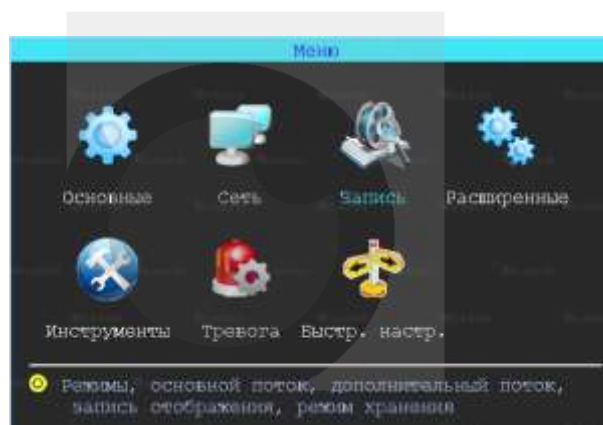 Меню
Основные Сеть Запись Расширенные
Инструменты Тревога Быстр. настр.
Режимы, основной поток, дополнительный поток,
запись отображения, режим хранения